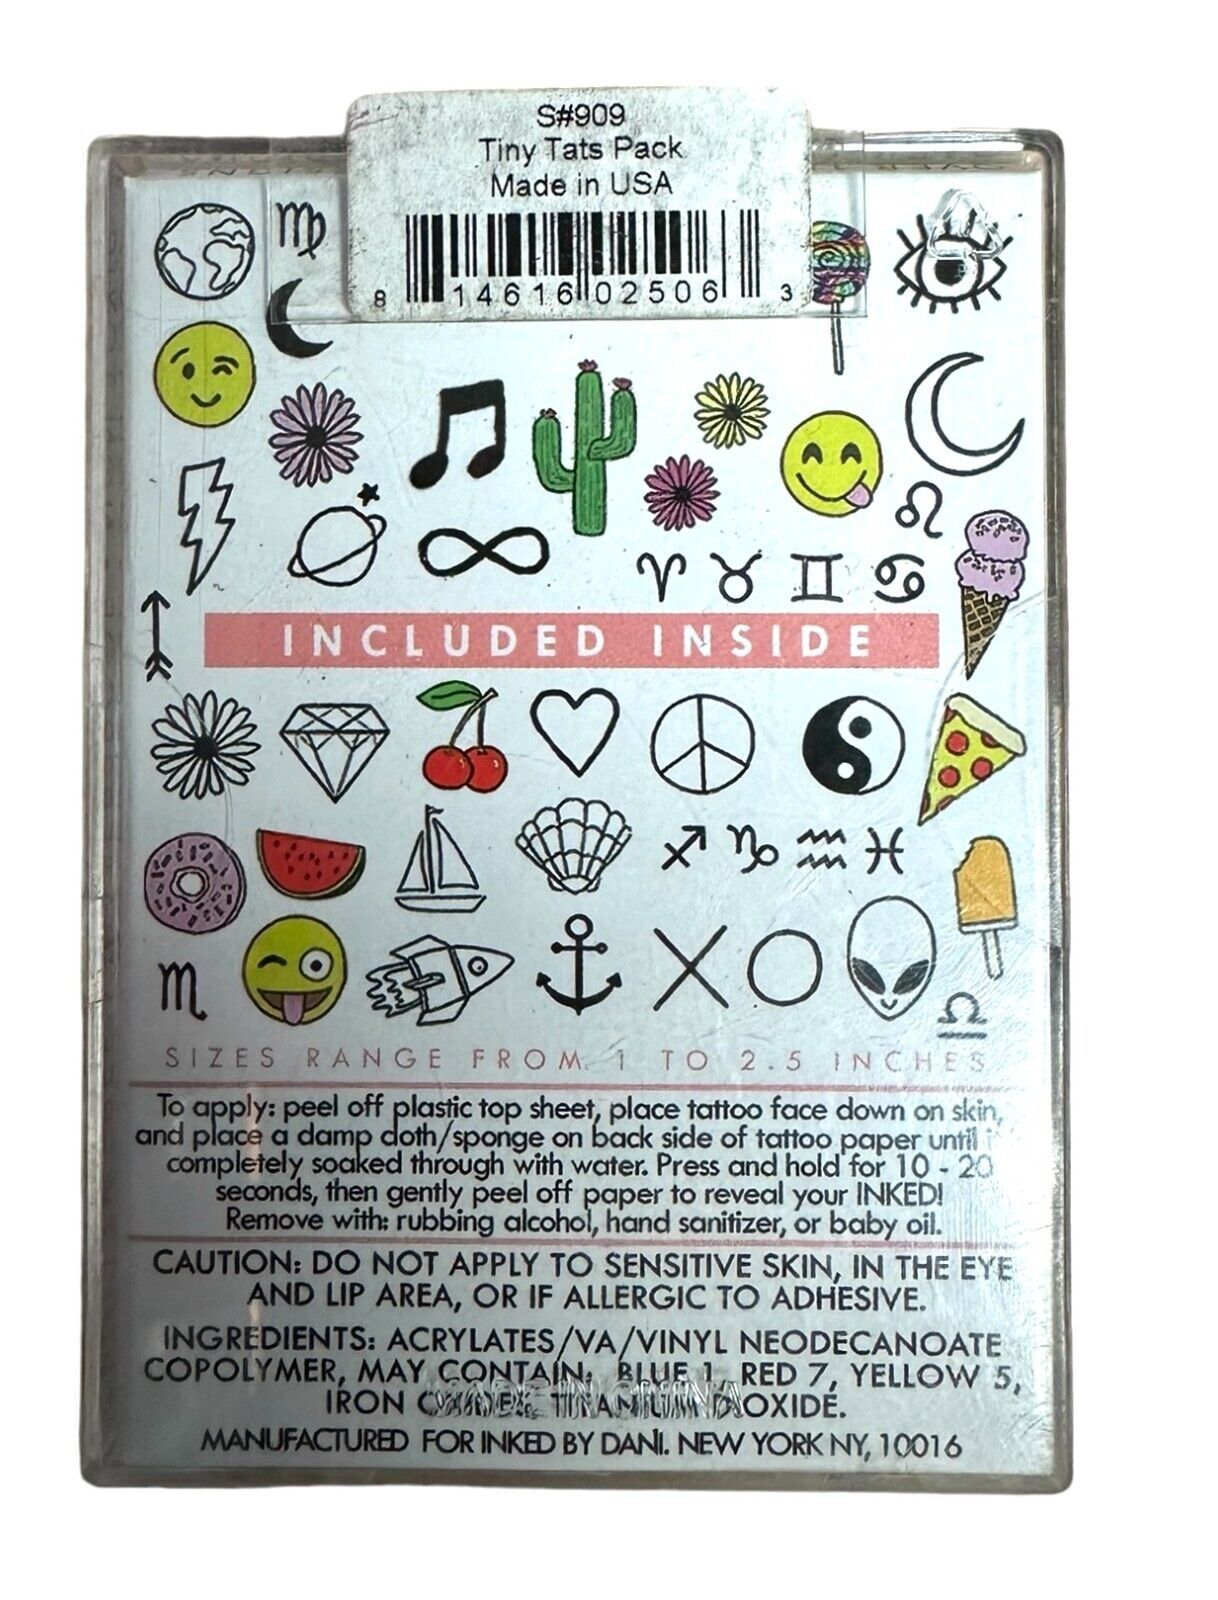 S#909
Tiny Tats Pack
Made in USA
8 14616 02506 3
INCLUDED INSIDE
SIZES RANGE FROM 1 TO 2.5 INCHES
To apply: peel off plastic top sheet, place tattoo face down on skin,
and place a damp cloth/sponge on back side of tattoo paper until
completely soaked through with water. Press and hold for 10 - 20
seconds, then gently peel off paper to reveal your INKED!
Remove with: rubbing alcohol, hand sanitizer, or baby oil.
CAUTION: DO NOT APPLY TO SENSITIVE SKIN, IN THE EYE
AND LIP AREA, OR IF ALLERGIC TO ADHESIVE.
INGREDIENTS: ACRYLATES/VA/VINYL NEODECANOATE
COPOLYMER, MAY CONTAIN: BLUE 1, RED 7, YELLOW 5,
IRON OXIDES TITANIUM DIOXIDE.
MADE IN CHINA
MANUFACTURED FOR INKED BY DANI. NEW YORK NY, 10016